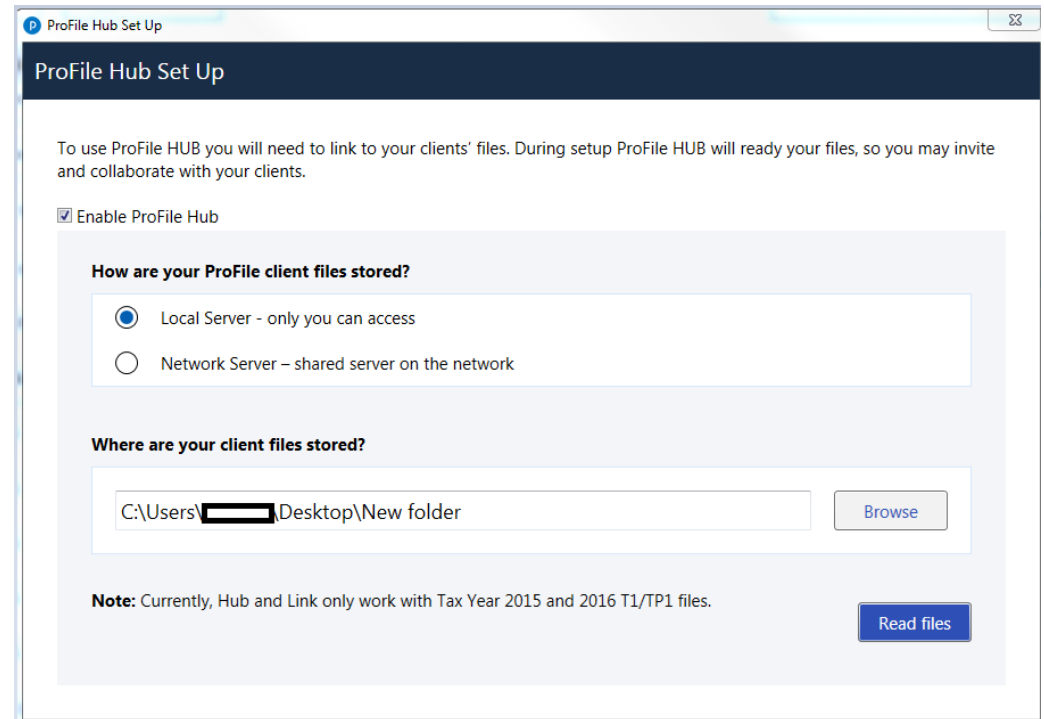 ProFile Hub Set Up
ProFile Hub Set Up
To use ProFile HUB you will need to link to your clients' files. During setup ProFile HUB will ready your files, so you may invite
and collaborate with your clients.
Enable ProFile Hub
How are your ProFile client files stored?
Local Server - only you can access
Network Server – shared server on the network
Where are your client files stored?
C:\Users\ \Desktop\New folder
Browse
Note: Currently, Hub and Link only work with Tax Year 2015 and 2016 T1/TP1 files.
Read files